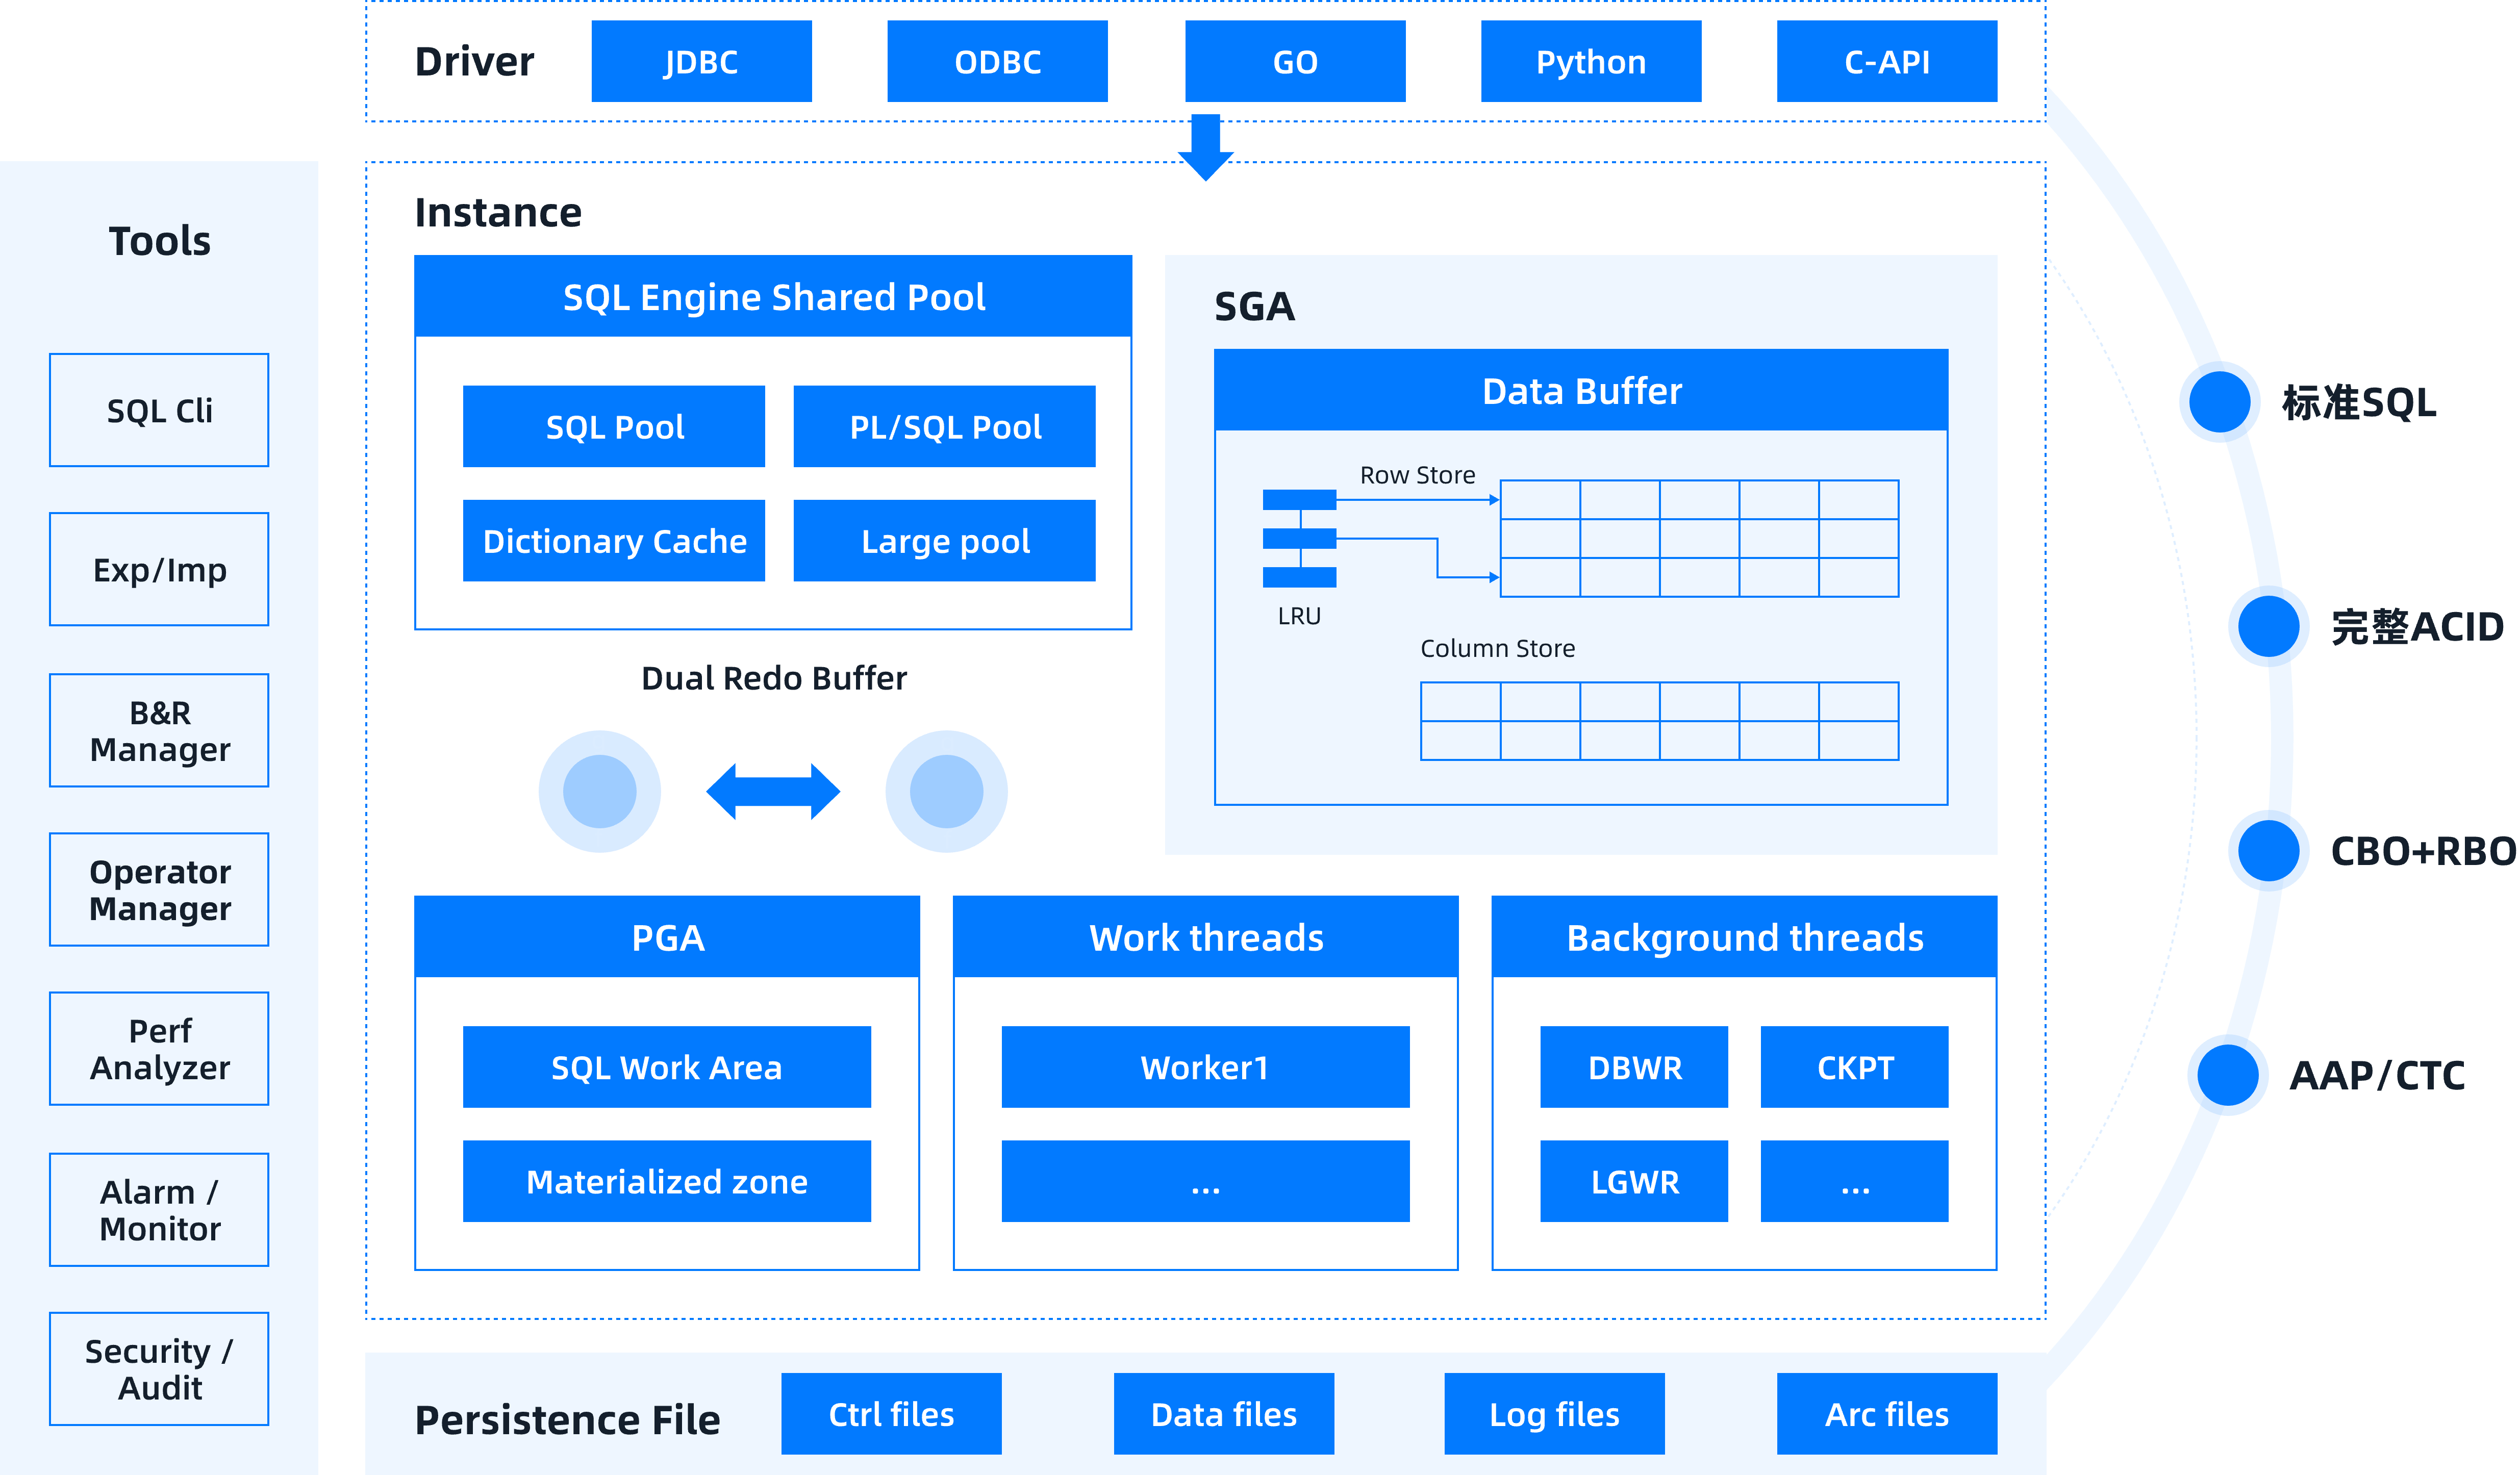 Driver
JDBC
ODBC
GO
Python
C-API
Tools
SQL Cli
Exp/Imp
B&R
Manager
Operator
Manager
Perf
Analyzer
Alarm /
Monitor
Security /
Audit
Instance
SQL Engine Shared Pool
SQL Pool
PL/SQL Pool
Dictionary Cache
Large pool
Dual Redo Buffer
SGA
Data Buffer
Row Store
LRU
Column Store
PGA
SQL Work Area
Materialized zone
Work threads
Worker1
...
Background threads
DBWR
CKPT
LGWR
...
Persistence File
Ctrl files
Data files
Log files
Arc files
标准SQL
完整ACID
CBO+RBO
AAP/CTC